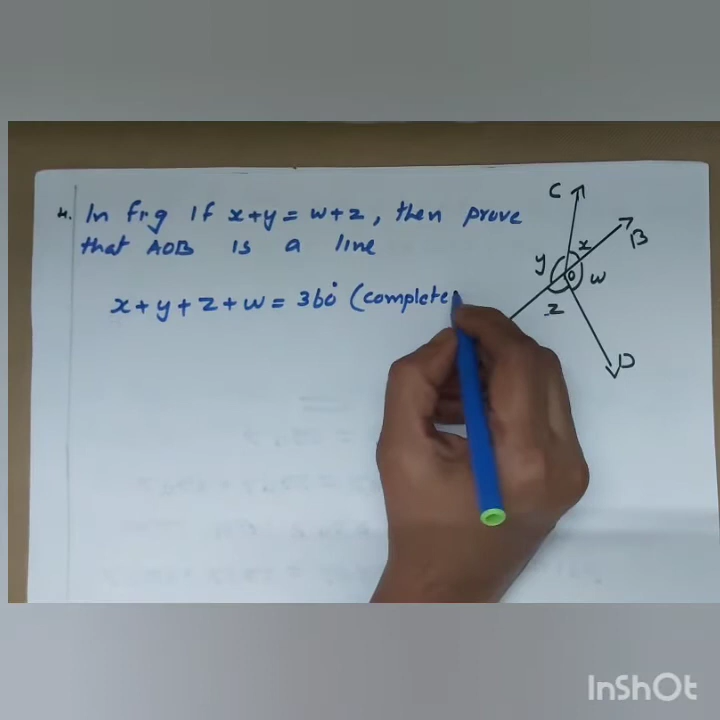 4. In Fig If x+y = w+z, then prove
that AOB is a line
x+y+z+w = 360° (complete
C
B
x
y
O
w
z
D
InShOt